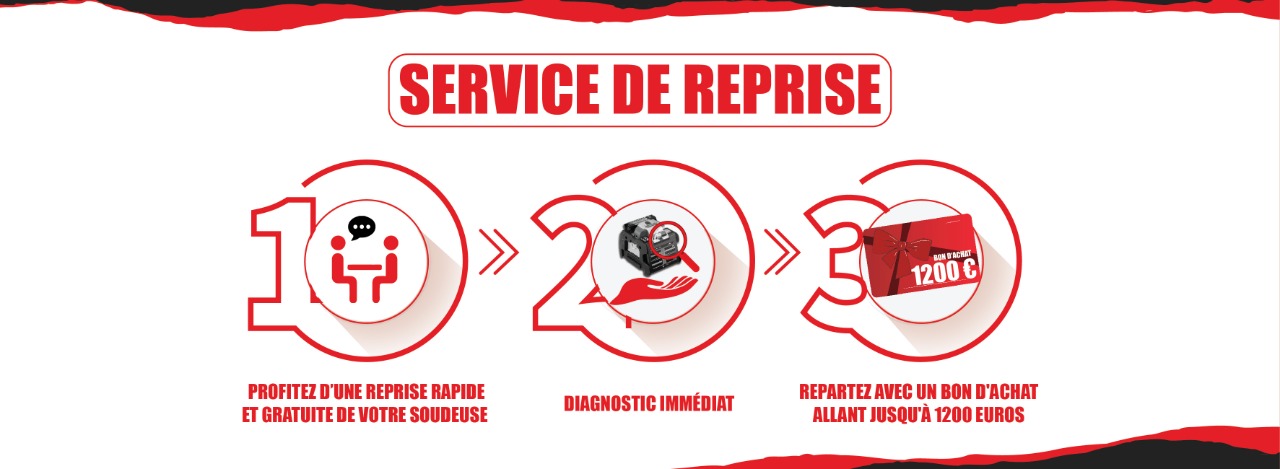 SERVICE DE REPRISE
1
2
3
BON D'ACHAT
1200 €
PROFITEZ D'UNE REPRISE RAPIDE
ET GRATUITE DE VOTRE SOUDEUSE
DIAGNOSTIC IMMÉDIAT
REPARTEZ AVEC UN BON D'ACHAT
ALLANT JUSQU'À 1200 EUROS